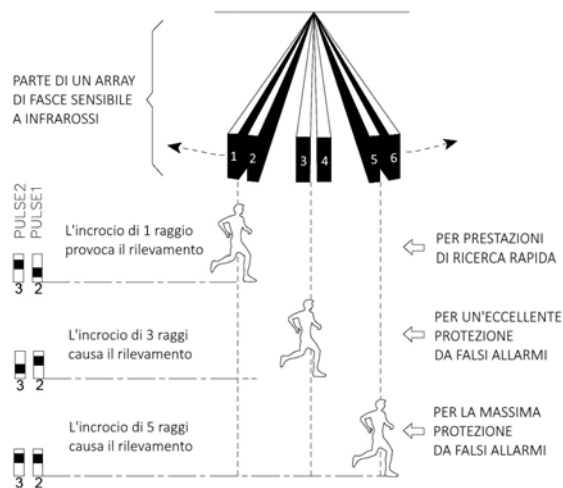 PARTE DI UN ARRAY
DI FASCE SENSIBILE
A INFRAROSSI
1 2 3 4 5 6
PULSE2
PULSE1
L'incrocio di 1 raggio
provoca il rilevamento
3 2
PER PRESTAZIONI
DI RICERCA RAPIDA
L'incrocio di 3 raggi
causa il rilevamento
3 2
PER UN'ECCELLENTE
PROTEZIONE
DA FALSI ALLARMI
L'incrocio di 5 raggi
causa il rilevamento
3 2
PER LA MASSIMA
PROTEZIONE
DA FALSI ALLARMI